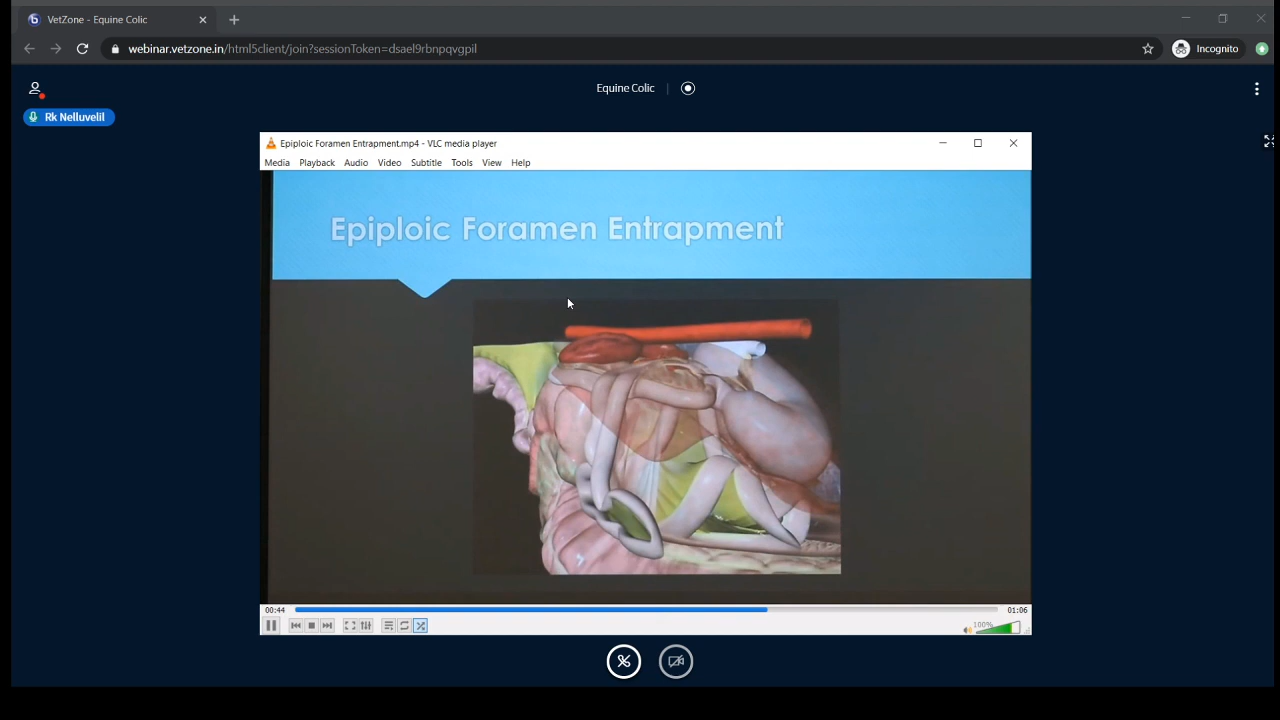 VetZone - Equine Colic
webinar.vetzone.in/html5client/join?sessionToken=dsael9rbnpqvgpil
Incognito
Equine Colic
Rk Nelluvelil
Epiploic Foramen Entrapment.mp4 - VLC media player
Media Playback Audio Video Subtitle Tools View Help
Epiploic Foramen Entrapment
00:44
01:06
100%